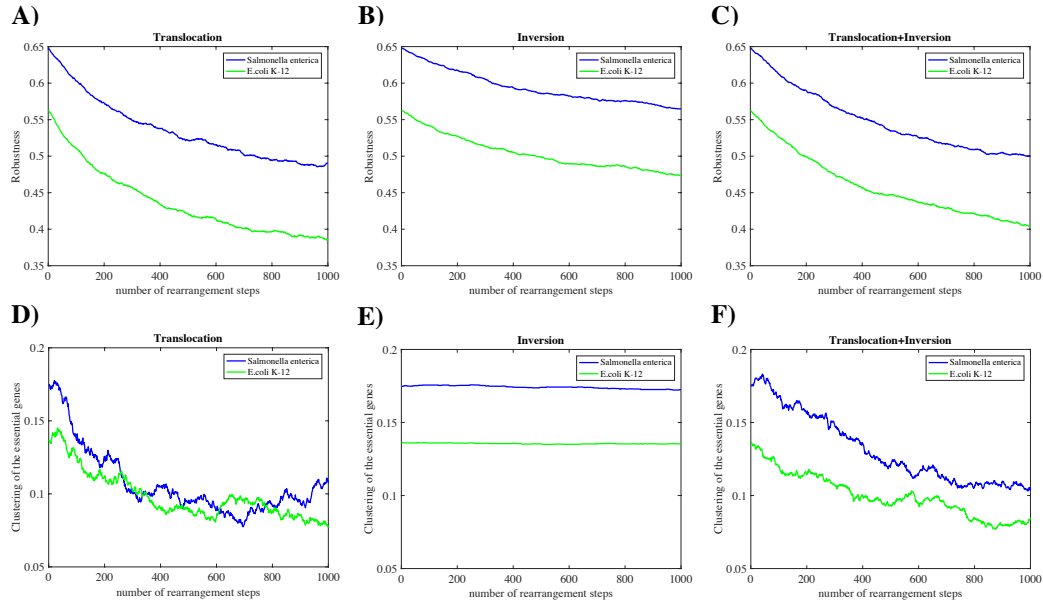 A)
Translocation
0.65
0.6
0.55
0.5
0.45
0.4
0.35
Robustness
Salmonella enterica
E.coli K-12
0 200 400 600 800 1000
number of rearrangement steps
B)
Inversion
0.65
0.6
0.55
0.5
0.45
0.4
0.35
Robustness
Salmonella enterica
E.coli K-12
0 200 400 600 800 1000
number of rearrangement steps
C)
Translocation+Inversion
0.65
0.6
0.55
0.5
0.45
0.4
0.35
Robustness
Salmonella enterica
E.coli K-12
0 200 400 600 800 1000
number of rearrangement steps
D)
Translocation
0.2
0.15
0.1
0.05
Clustering of the essential genes
Salmonella enterica
E.coli K-12
0 200 400 600 800 1000
number of rearrangement steps
E)
Inversion
0.2
0.15
0.1
0.05
Clustering of the essential genes
Salmonella enterica
E.coli K-12
0 200 400 600 800 1000
number of rearrangement steps
F)
Translocation+Inversion
0.2
0.15
0.1
0.05
Clustering of the essential genes
Salmonella enterica
E.coli K-12
0 200 400 600 800 1000
number of rearrangement steps